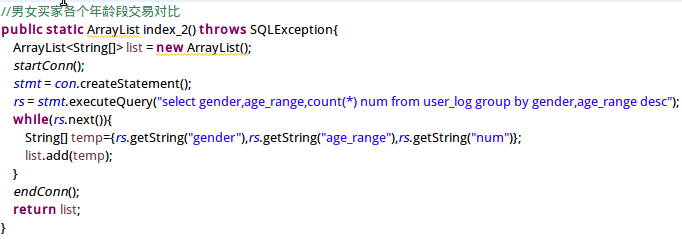 //男女买家各个年龄段交易对比
public static ArrayList index_2() throws SQLException{
ArrayList<String[]> list = new ArrayList();
startConn();
stmt = con.createStatement();
rs = stmt.executeQuery("select gender,age_range,count(*) num from user_log group by gender,age_range desc");
while(rs.next()){
String[] temp={rs.getString("gender"),rs.getString("age_range"),rs.getString("num")};
list.add(temp);
}
endConn();
return list;
}